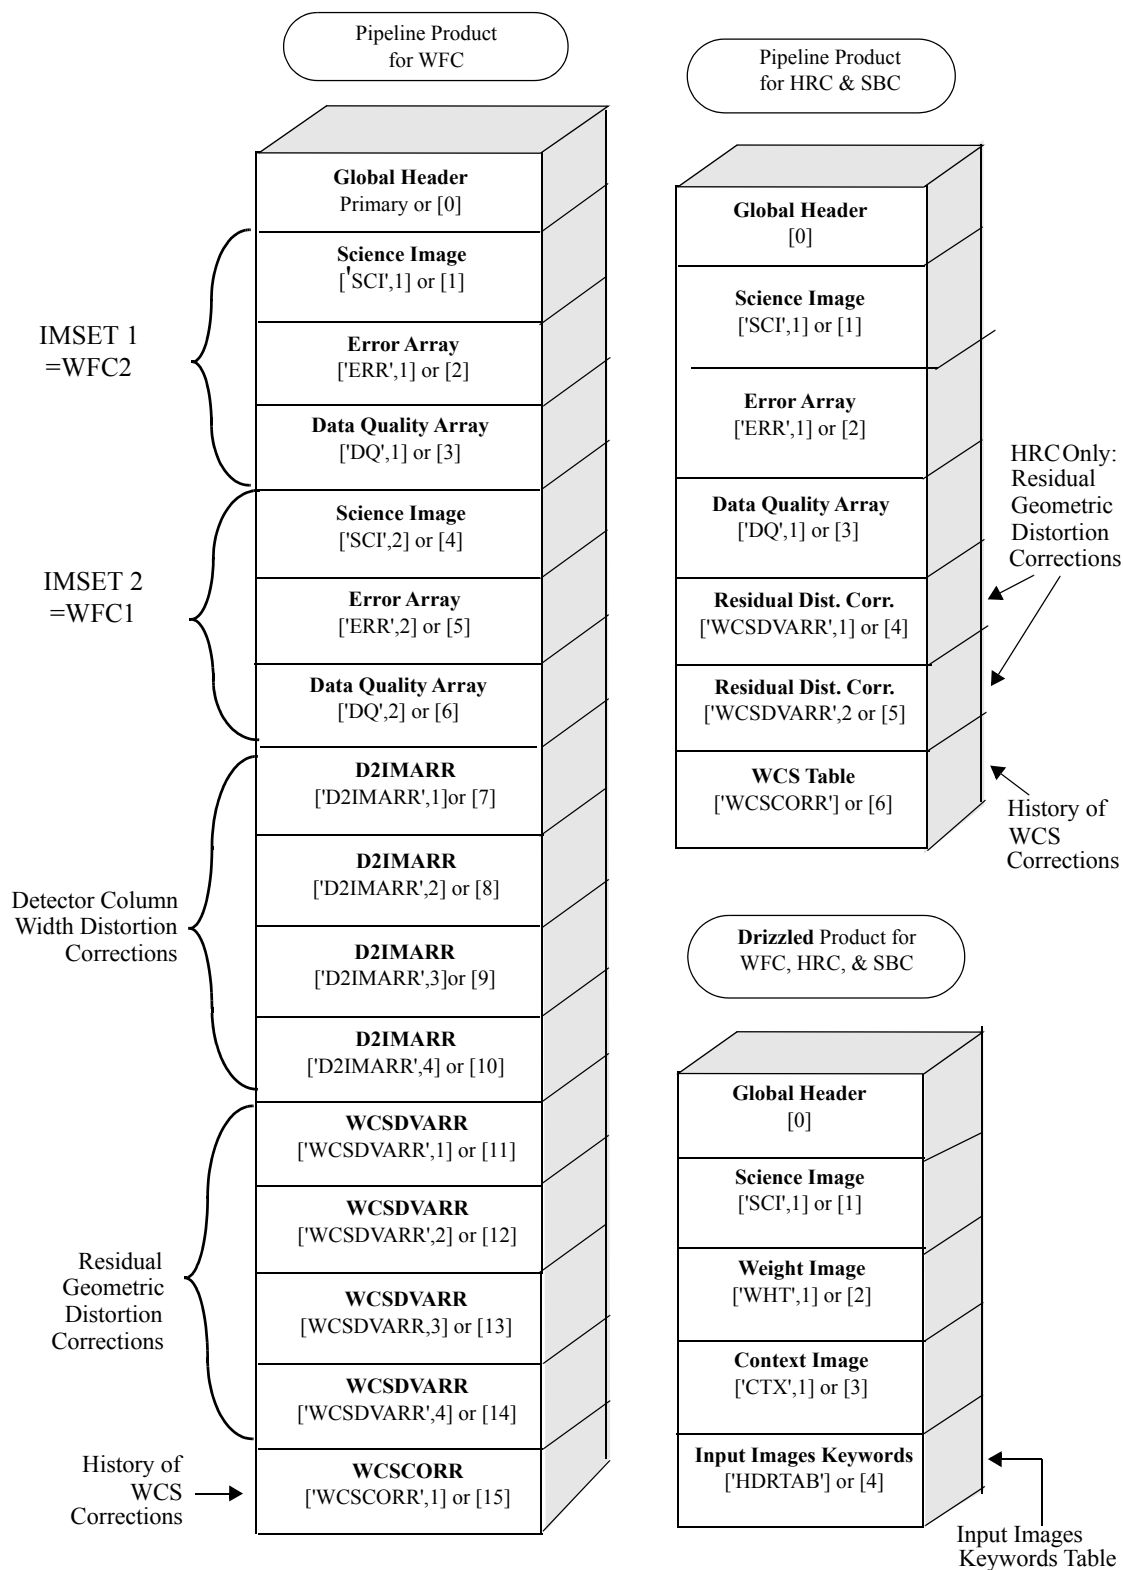 Pipeline Product
for WFC
Global Header
Primary or [0]
IMSET 1
=WFC2
Science Image
['SCI',1] or [1]
Error Array
['ERR',1] or [2]
Data Quality Array
['DQ',1] or [3]
IMSET 2
=WFC1
Science Image
['SCI',2] or [4]
Error Array
['ERR',2] or [5]
Data Quality Array
['DQ',2] or [6]
Detector Column
Width Distortion
Corrections
D2IMARR
['D2IMARR',1]or [7]
D2IMARR
['D2IMARR',2] or [8]
D2IMARR
['D2IMARR',3]or [9]
D2IMARR
['D2IMARR',4] or [10]
Residual
Geometric
Distortion
Corrections
WCSDVARR
['WCSDVARR',1] or [11]
WCSDVARR
['WCSDVARR',2] or [12]
WCSDVARR
[WCSDVARR,3] or [13]
WCSDVARR
['WCSDVARR',4] or [14]
History of
WCS
Corrections
WCSCORR
['WCSCORR',1] or [15]
Pipeline Product
for HRC & SBC
Global Header
[0]
Science Image
['SCI',1] or [1]
Error Array
['ERR',1] or [2]
Data Quality Array
['DQ',1] or [3]
HRC Only:
Residual
Geometric
Distortion
Corrections
Residual Dist. Corr.
['WCSDVARR',1] or [4]
Residual Dist. Corr.
['WCSDVARR',2 or [5]
WCS Table
['WCSCORR'] or [6]
History of
WCS
Corrections
Drizzled Product for
WFC, HRC, & SBC
Global Header
[0]
Science Image
['SCI',1] or [1]
Weight Image
['WHT',1] or [2]
Context Image
['CTX',1] or [3]
Input Images Keywords
['HDRTAB'] or [4]
Input Images
Keywords Table